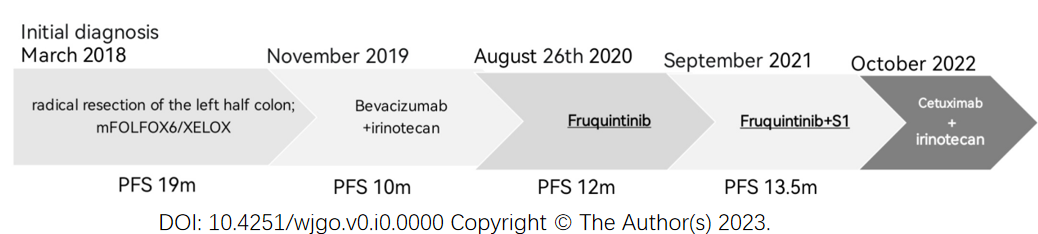 Initial diagnosis
March 2018
November 2019
August 26th 2020
September 2021
October 2022
radical resection of the left half colon;
mFOLFOX6/XELOX
Bevacizumab
+irinotecan
Fruquintinib
Fruquintinib+S1
Cetuximab
+
irinotecan
PFS 19m
PFS 10m
PFS 12m
PFS 13.5m
DOI: 10.4251/wjgo.v0.i0.0000 Copyright © The Author(s) 2023.